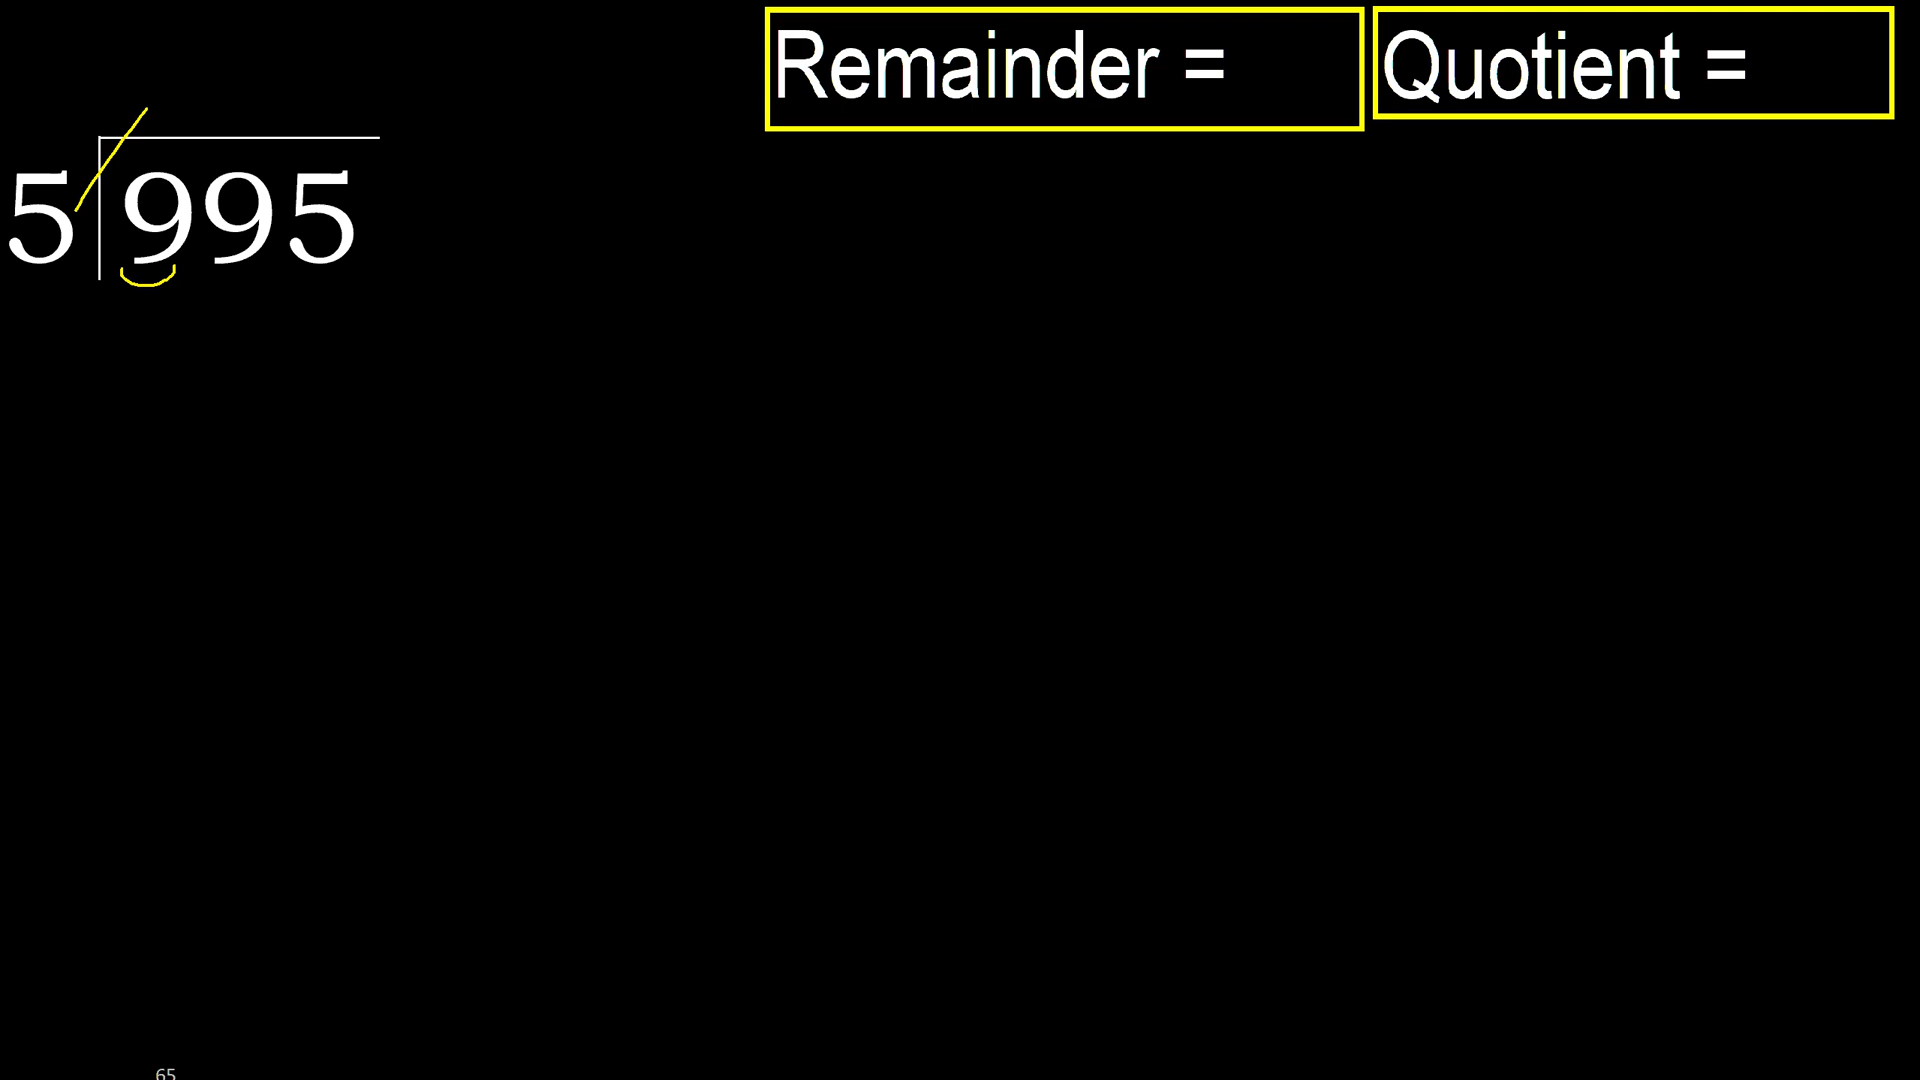 Remainder = Quotient =
5 995
65